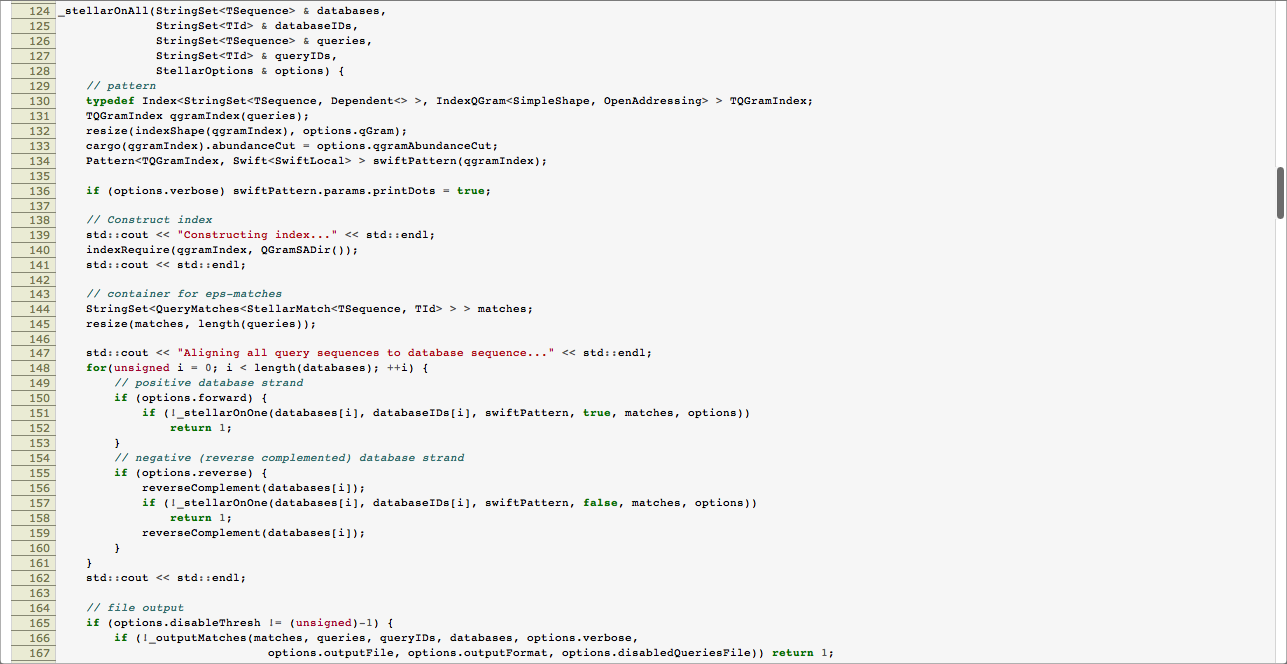 124 _stellarOnAll(StringSet<TSequence> & databases,
125               StringSet<TId> & databaseIDs,
126               StringSet<TSequence> & queries,
127               StringSet<TId> & queryIDs,
128               StellarOptions & options) {
129     // pattern
130     typedef Index<StringSet<TSequence, Dependent<> >, IndexQGram<SimpleShape, OpenAddressing> > TQGramIndex;
131     TQGramIndex qgramIndex(queries);
132     resize(indexShape(qgramIndex), options.qGram);
133     cargo(qgramIndex).abundanceCut = options.qgramAbundanceCut;
134     Pattern<TQGramIndex, Swift<SwiftLocal> > swiftPattern(qgramIndex);
135
136     if (options.verbose) swiftPattern.params.printDots = true;
137
138     // Construct index
139     std::cout << "Constructing index..." << std::endl;
140     indexRequire(qgramIndex, QGramSADir());
141     std::cout << std::endl;
142
143     // container for eps-matches
144     StringSet<QueryMatches<StellarMatch<TSequence, TId> > > matches;
145     resize(matches, length(queries));
146
147     std::cout << "Aligning all query sequences to database sequence..." << std::endl;
148     for(unsigned i = 0; i < length(databases); ++i) {
149         // positive database strand
150         if (options.forward) {
151             if (!_stellarOnOne(databases[i], databaseIDs[i], swiftPattern, true, matches, options))
152                 return 1;
153         }
154         // negative (reverse complemented) database strand
155         if (options.reverse) {
156             reverseComplement(databases[i]);
157             if (!_stellarOnOne(databases[i], databaseIDs[i], swiftPattern, false, matches, options))
158                 return 1;
159             reverseComplement(databases[i]);
160         }
161     }
162     std::cout << std::endl;
163
164     // file output
165     if (options.disableThresh != (unsigned)-1) {
166         if (!_outputMatches(matches, queries, queryIDs, databases, options.verbose,
167                               options.outputFile, options.outputFormat, options.disabledQueriesFile)) return 1;